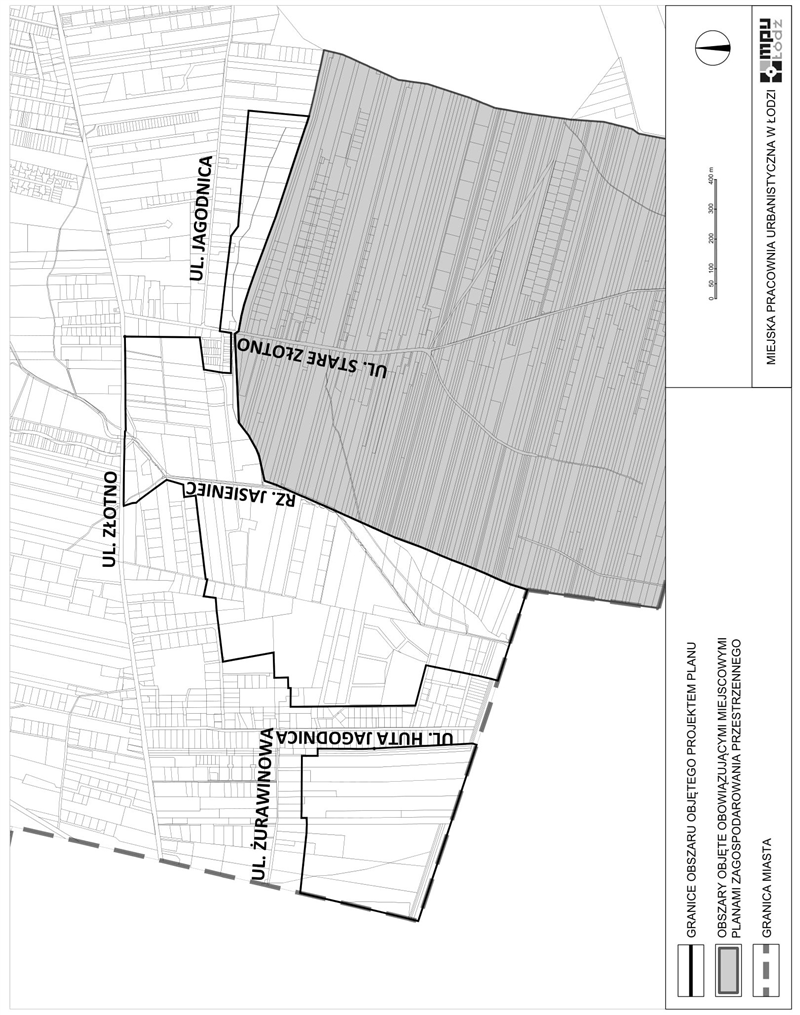 UL. JAGODNICA
UL. STARE ZŁOTNO
UL. ZŁOTNO
RZ. JASIENIEC
UL. HUTA JAGODNICA
UL. ŻURAWINOWA
GRANICE OBSZARU OBJĘTEGO PROJEKTEM PLANU
OBSZARY OBJĘTE OBOWIĄZUJĄCYMI MIEJSCOWYMI
PLANAMI ZAGOSPODAROWANIA PRZESTRZENNEGO
GRANICA MIASTA
0 50 100 200 300 400 m
MIEJSKA PRACOWNIA URBANISTYCZNA W ŁODZI
mpu
Łódź